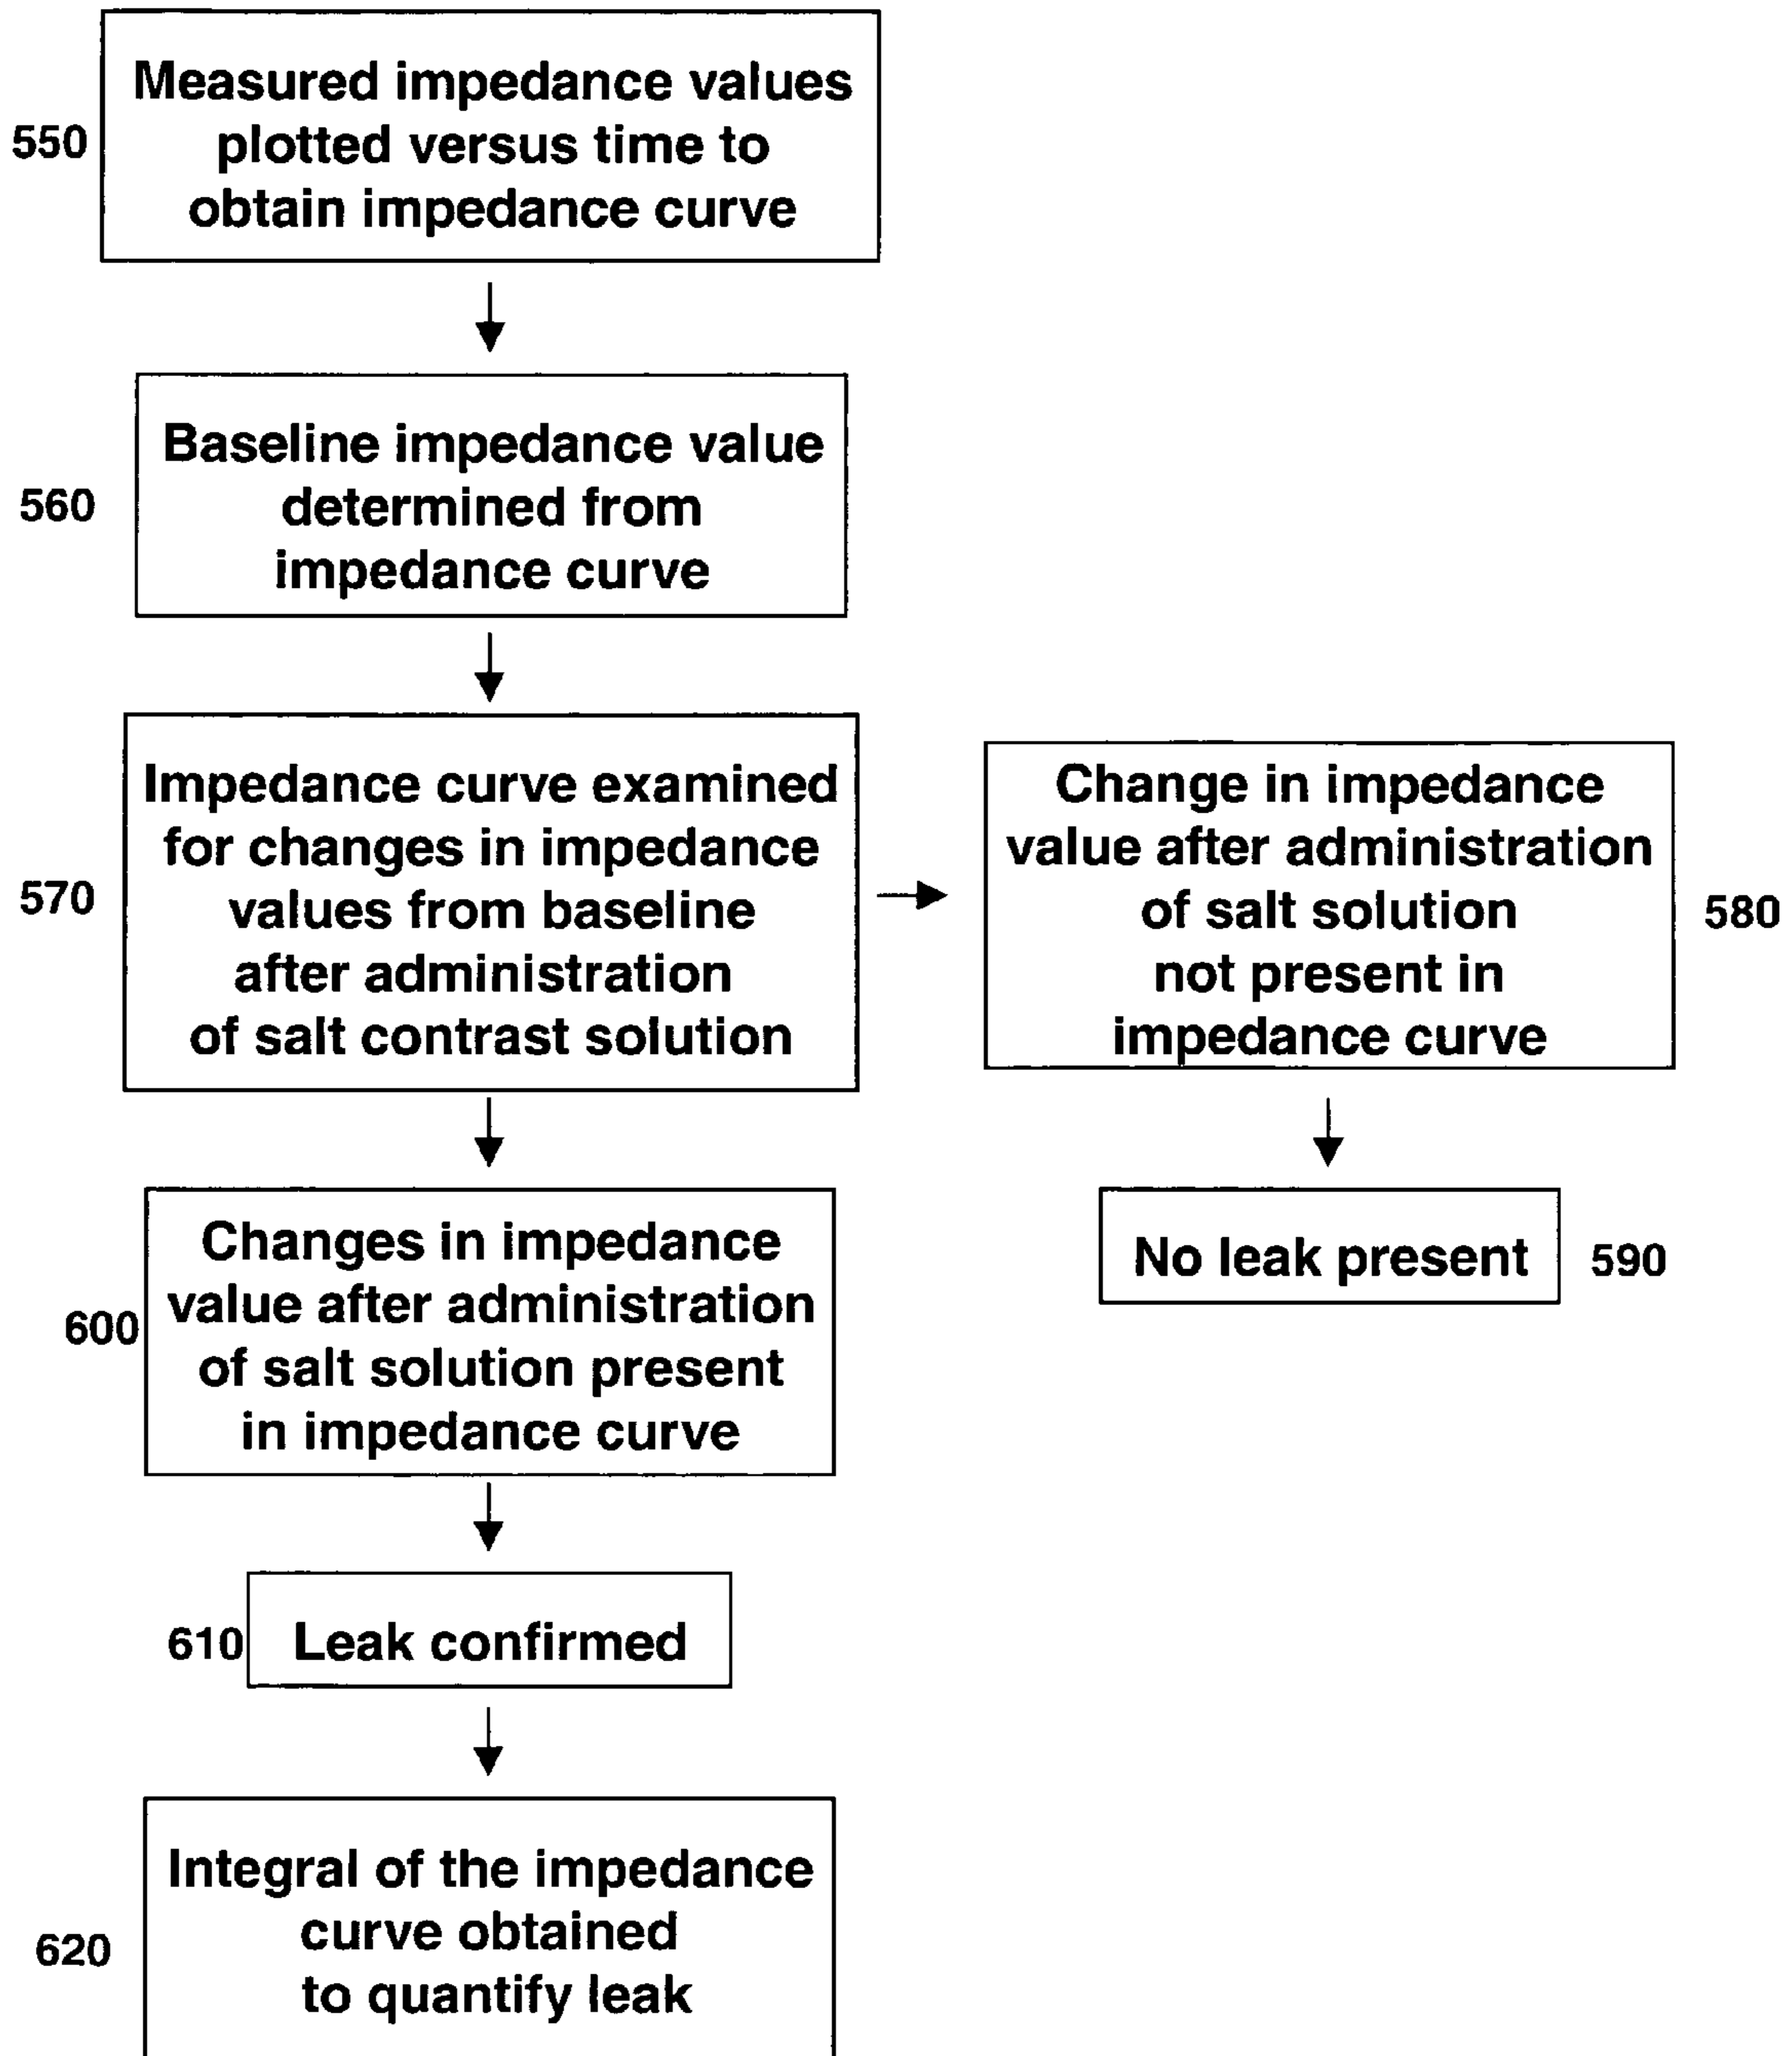 Measured impedance values
550
plotted versus time to
obtain impedance curve
Baseline impedance value
560
determined from
impedance curve
Impedance curve examined
for changes in impedance
570
values from baseline
after administration
of salt contrast solution
Change in impedance
value after administration
of salt solution
580
not present in
impedance curve
No leak present
590
Changes in impedance
value after administration
600
of salt solution present
in impedance curve
610
Leak confirmed
Integral of the impedance
620
curve obtained
to quantify leak